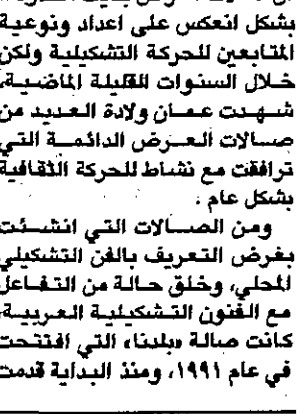 بشكل انعكس على اعداد ونوعية
المتابعين للحركة التشكيلية ولكن
خلال السنوات القليلة الماضية،
شهدت عمان ولادة العديد من
صالات العرض الدائمة التي
ترافقت مع نشاط للحركة الثقافية
بشكل عام .
ومن الصالات التي انشئت
بغرض التعريف بالفن التشكيلي
المحلي، وخلق حالة من التفاعل
مع الفنون التشكيلية العربية،
كانت صالة «بلدنا» التي افتتحت
في عام ١٩٩١، ومنذ البداية قدمت